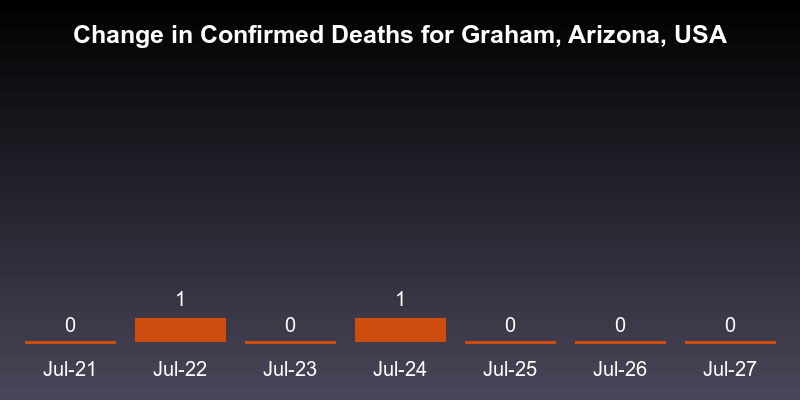 Change in Confirmed Deaths for Graham, Arizona, USA
0 1 0 1 0 0 0
Jul-21 Jul-22 Jul-23 Jul-24 Jul-25 Jul-26 Jul-27